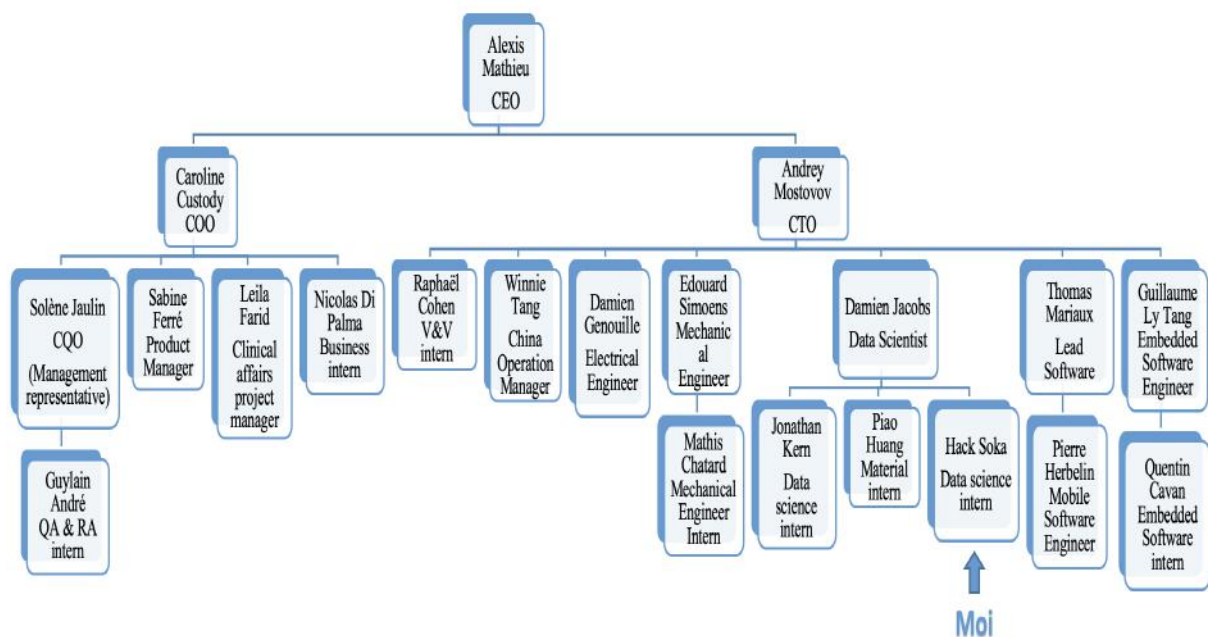 Alexis
Mathieu
CEO
Caroline
Custody
COO
Andrey
Mostovov
CTO
Solène Jaulin
CQO
(Management
representative)
Sabine
Ferré
Product
Manager
Leila
Farid
Clinical
affairs
project
manager
Nicolas Di
Palma
Business
intern
Raphaël
Cohen
V&V
intern
Winnie
Tang
China
Operation
Manager
Damien
Genouille
Electrical
Engineer
Edouard
Simoens
Mechanic
al
Engineer
Damien Jacobs
Data Scientist
Thomas
Mariaux
Lead
Software
Guillaume
Ly Tang
Embedded
Software
Engineer
Guylain
André
QA & RA
intern
Mathis
Chatard
Mechanical
Engineer
Intern
Jonathan
Kern
Data
science
intern
Piao
Huang
Material
intern
Hack Soka
Data science
intern
Pierre
Herbelin
Mobile
Software
Engineer
Quentin
Cavan
Embedded
Software
intern
Moi